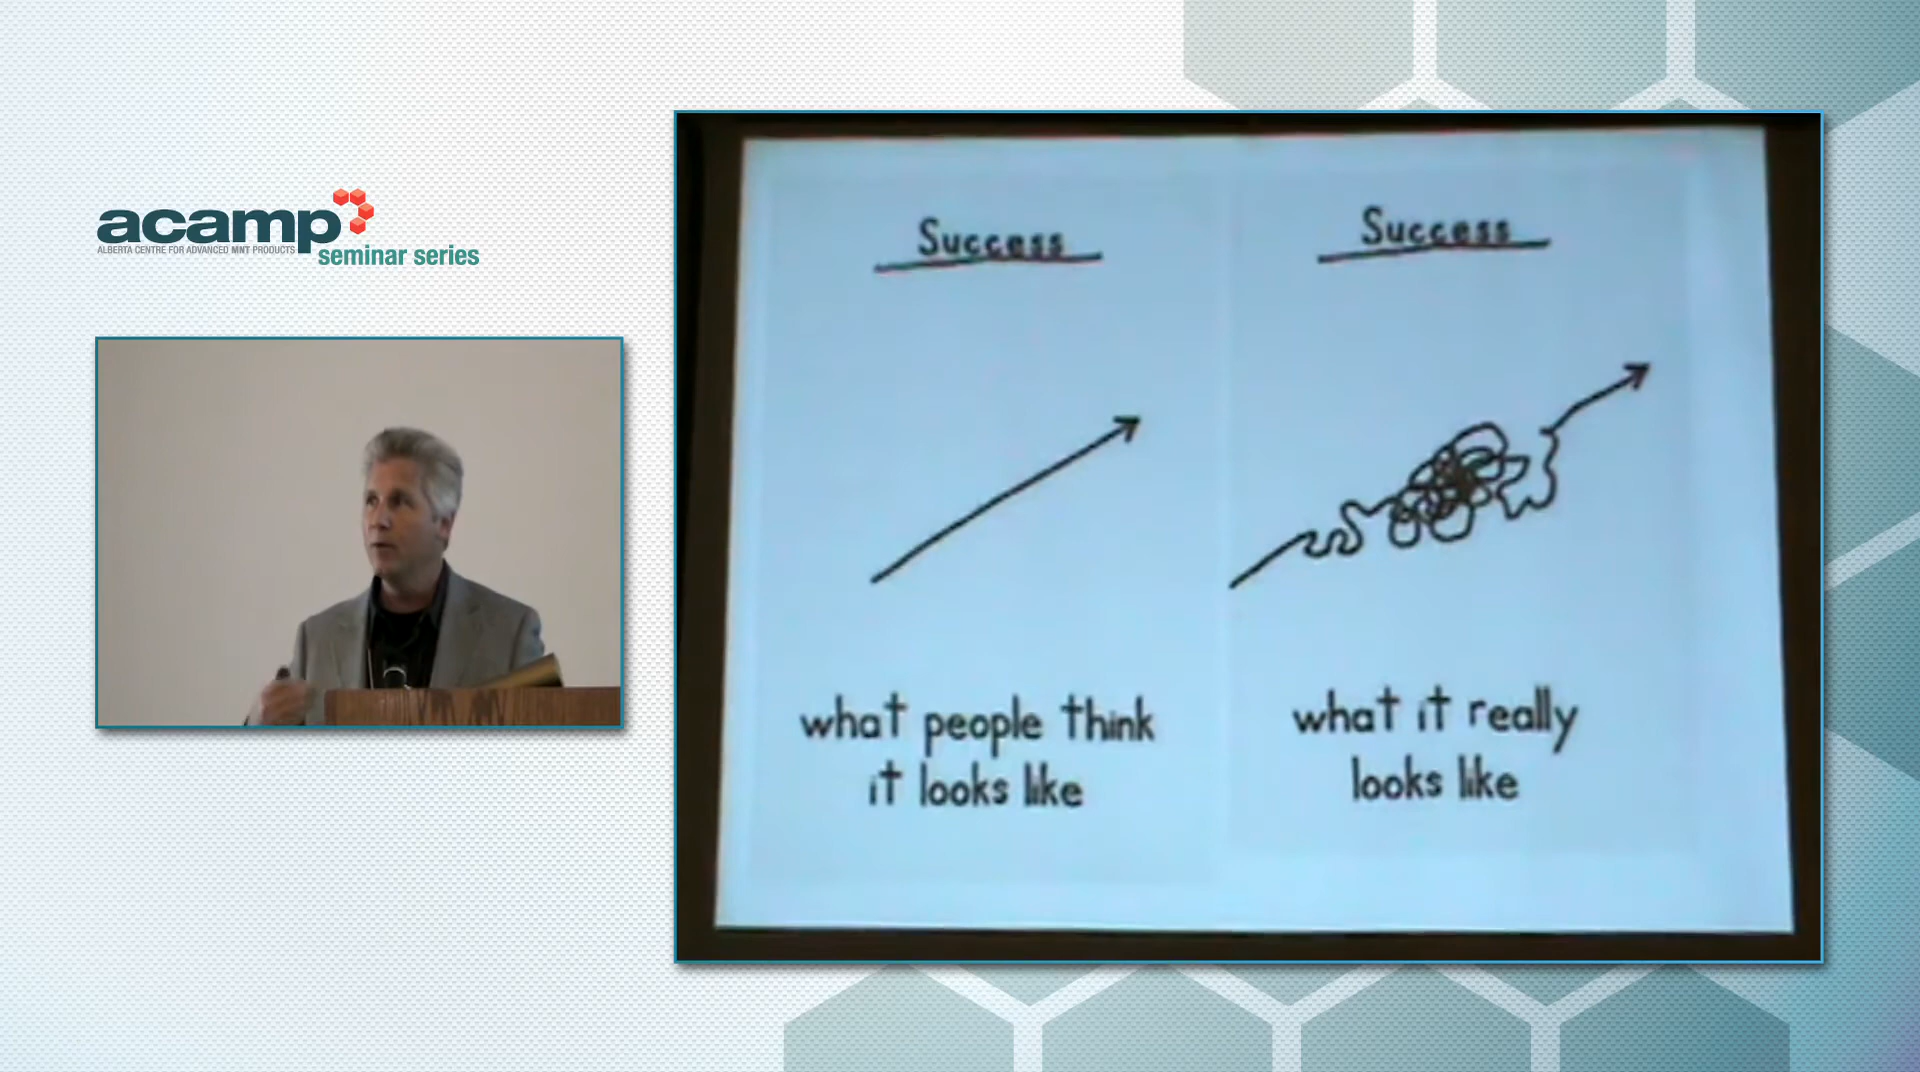 acamp
ALBERTA CENTRE FOR ADVANCED MNT PRODUCTS
seminar series
Success
what people think
it looks like
Success
what it really
looks like